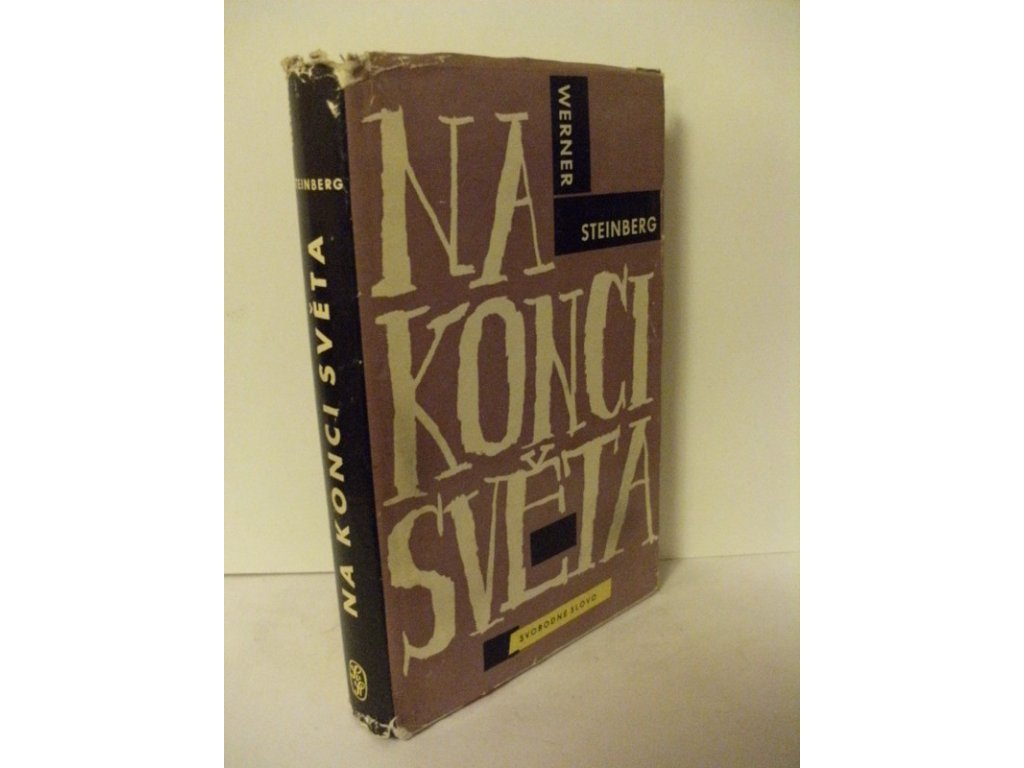 STEINBERG
NA KONCI SVĚTA
WERNER
STEINBERG
NA
KONCI
SVĚTA
SVOBODNÉ SLOVO